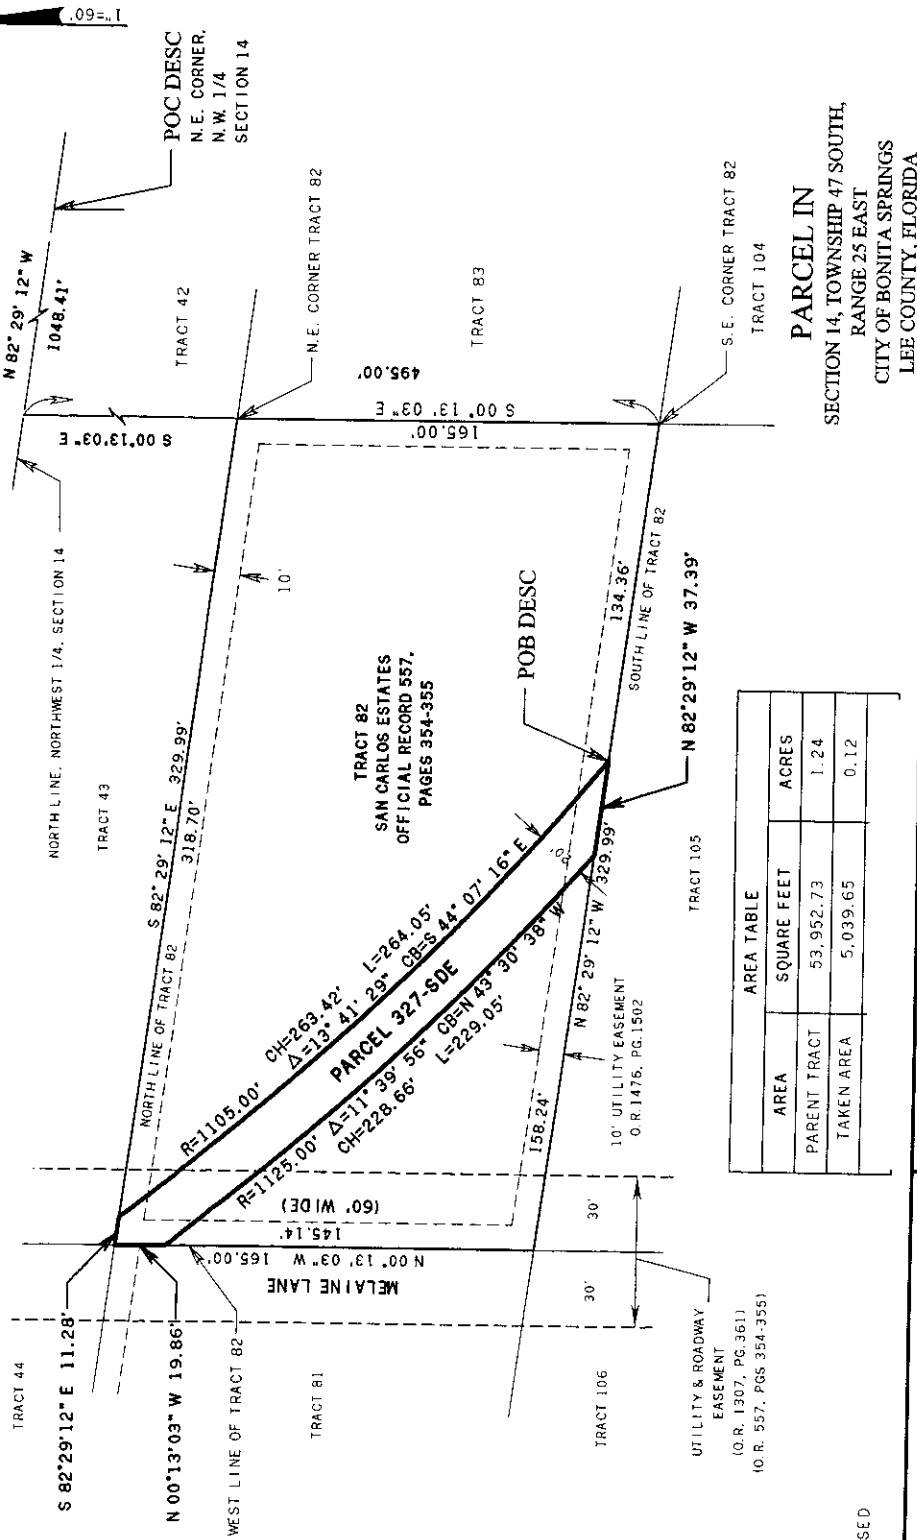 1"=60'
N 82° 29' 12" W
1048.41'
POC DESC
N.E. CORNER,
N.W. 1/4
SECTION 14
NORTH LINE, NORTHWEST 1/4, SECTION 14
S 00°13'03" E
TRACT 42
N.E. CORNER TRACT 82
TRACT 43
TRACT 44
S 82° 29' 12" E 329.99'
318.70'
NORTH LINE OF TRACT 82
10'
S 82°29'12" E 11.28'
N 00°13'03" W 19.86'
WEST LINE OF TRACT 82
TRACT 81
MELAINE LANE
N 00° 13' 03" W 165.00'
145.14'
(60' WIDE)
R=1105.00'
CH=263.42'
Δ=13° 41' 29"
L=264.05'
CB=S 44° 07' 16" E
PARCEL 327-SDE
R=1125.00'
Δ=11° 39' 56"
CH=228.66'
CB=N 43° 30' 38" W
L=229.05'
TRACT 82
SAN CARLOS ESTATES
OFFICIAL RECORD 557,
PAGES 354-355
165.00'
S 00° 13' 03" E
495.00'
TRACT 83
POB DESC
20'
134.36'
SOUTH LINE OF TRACT 82
S.E. CORNER TRACT 82
TRACT 104
N 82°29'12" W 37.39'
N 82° 29' 12" W 329.99'
158.24'
10' UTILITY EASEMENT
O.R.1476, PG.1502
TRACT 105
TRACT 106
30'
30'
UTILITY & ROADWAY
EASEMENT
(O.R. 1307, PG.361)
(O.R. 557, PGS 354-355)
PARCEL IN
SECTION 14, TOWNSHIP 47 SOUTH,
RANGE 25 EAST
CITY OF BONITA SPRINGS
LEE COUNTY, FLORIDA
AREA TABLE
AREA SQUARE FEET ACRES
PARENT TRACT 53,952.73 1.24
TAKEN AREA 5,039.65 0.12
SED